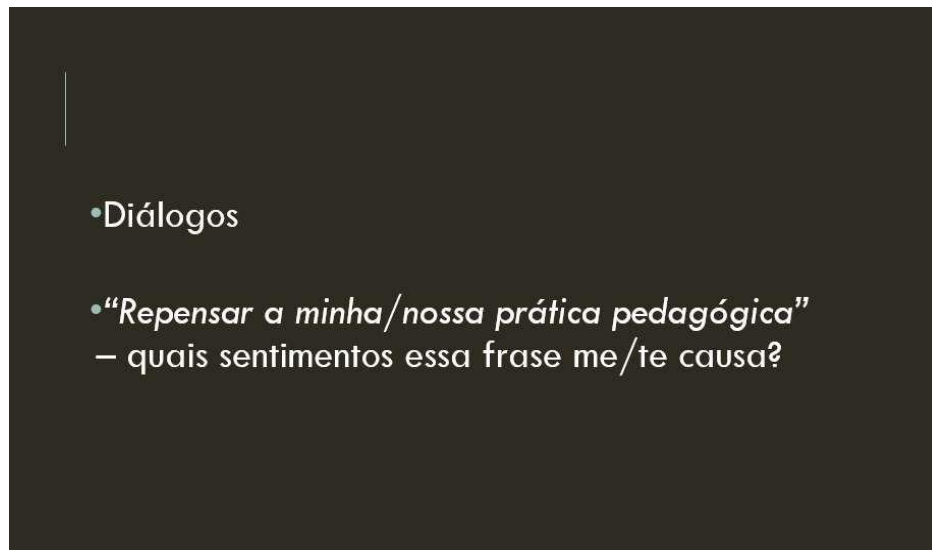 •Diálogos
•“Repensar a minha/nossa prática pedagógica”
– quais sentimentos essa frase me/te causa?